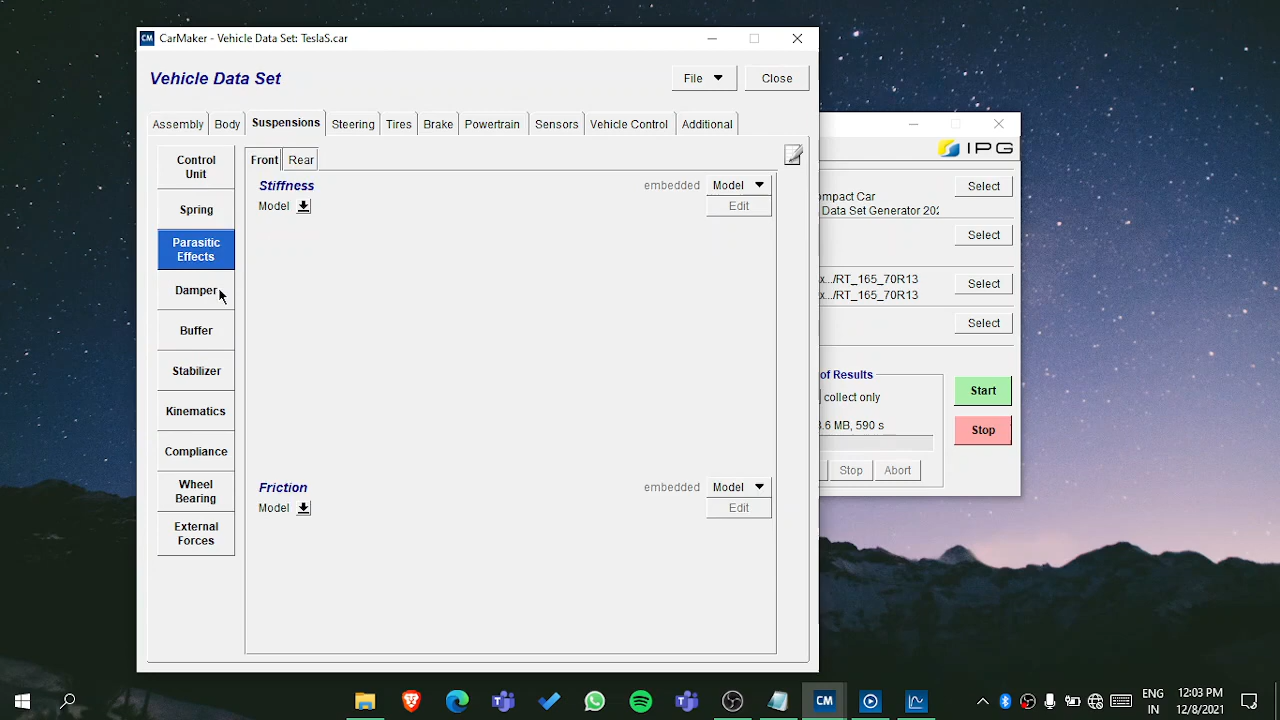 CM CarMaker - Vehicle Data Set: TeslaS.car
Vehicle Data Set
File
Close
Assembly Body Suspensions Steering Tires Brake Powertrain Sensors Vehicle Control Additional
Control
Unit
Spring
Parasitic
Effects
Damper
Buffer
Stabilizer
Kinematics
Compliance
Wheel
Bearing
External
Forces
Front Rear
Stiffness
embedded Model
Model
Edit
Friction
embedded Model
Model
Edit
IPG
ompact Car
Select
Data Set Generator 202
Select
x.../RT_165_70R13
x.../RT_165_70R13
Select
Select
of Results
collect only
3.6 MB, 590 s
Stop Abort
Start
Stop
CM
ENG
IN
12:03 PM
12/8/2021